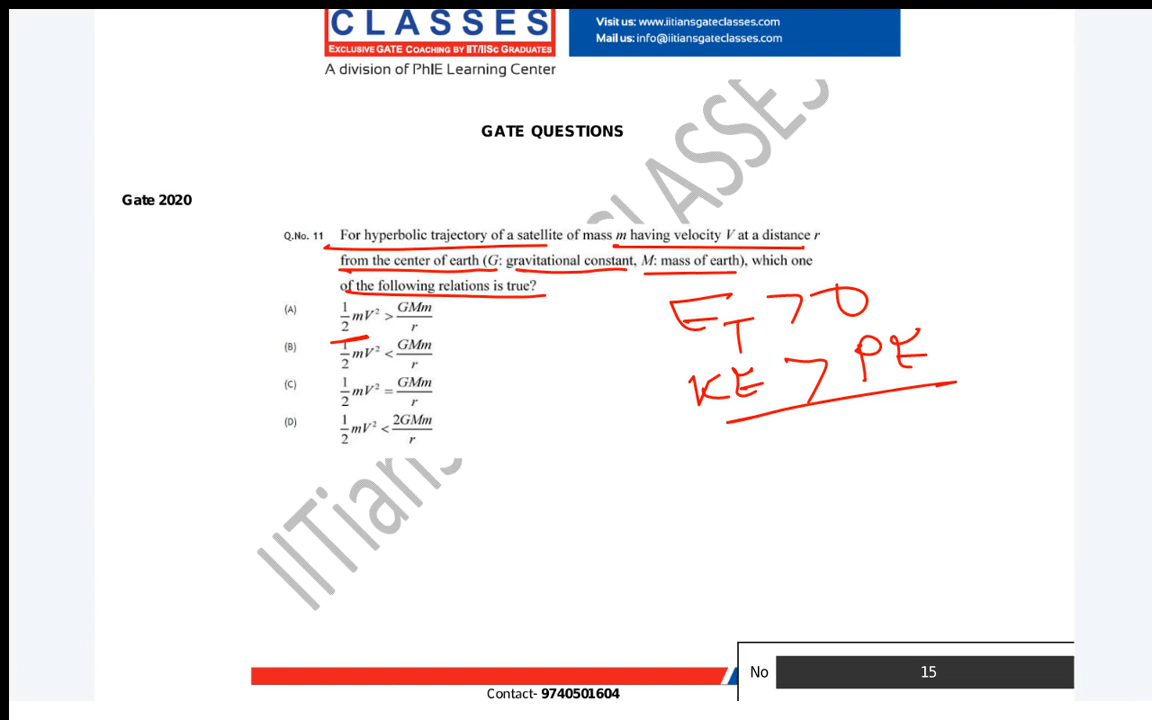 CLASSES
EXCLUSIVE GATE COACHING BY IIT/IISc GRADUATES
A division of PhIE Learning Center
Visit us: www.iitiansgateclasses.com
Mail us: info@iitiansgateclasses.com
GATE QUESTIONS
Gate 2020
Q.No. 11 For hyperbolic trajectory of a satellite of mass m having velocity V at a distance r
from the center of earth (G: gravitational constant, M: mass of earth), which one
of the following relations is true?
(A) 1/2 mV² > GMm/r
(B) 1/2 mV² < GMm/r
(C) 1/2 mV² = GMm/r
(D) 1/2 mV² < 2GMm/r
E_T > 0
KE > PE
IITians CLASSES
No 15
Contact- 9740501604